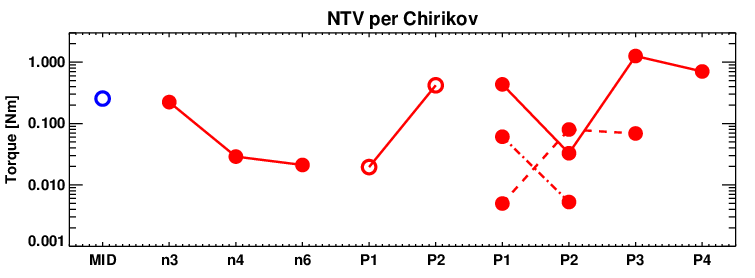 NTV per Chirikov
Torque [Nm]
1.000
0.100
0.010
0.001
MID n3 n4 n6 P1 P2 P1 P2 P3 P4